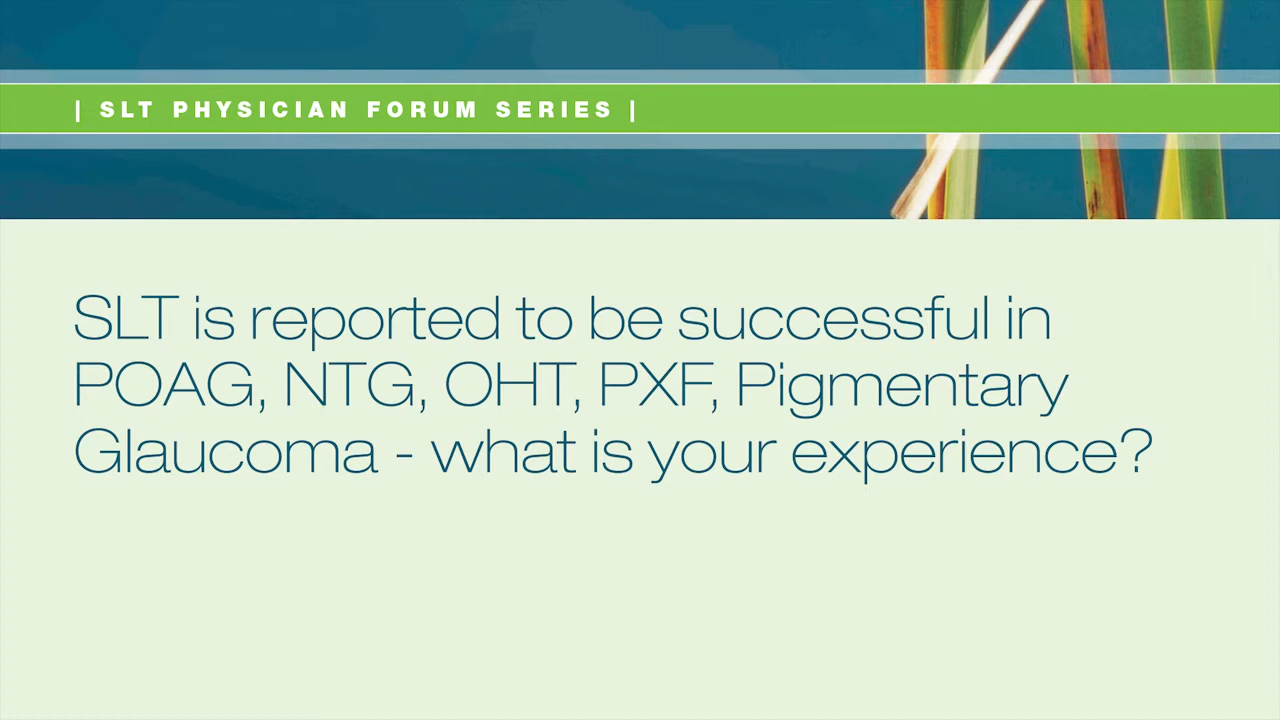 | SLT PHYSICIAN FORUM SERIES |
SLT is reported to be successful in
POAG, NTG, OHT, PXF, Pigmentary
Glaucoma - what is your experience?